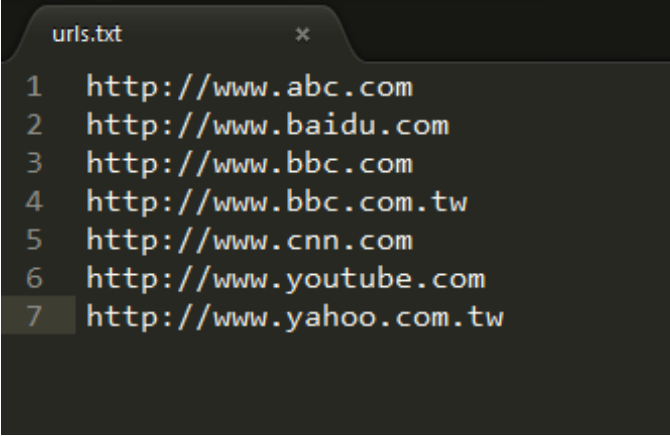 urls.txt ×
1 http://www.abc.com
2 http://www.baidu.com
3 http://www.bbc.com
4 http://www.bbc.com.tw
5 http://www.cnn.com
6 http://www.youtube.com
7 http://www.yahoo.com.tw